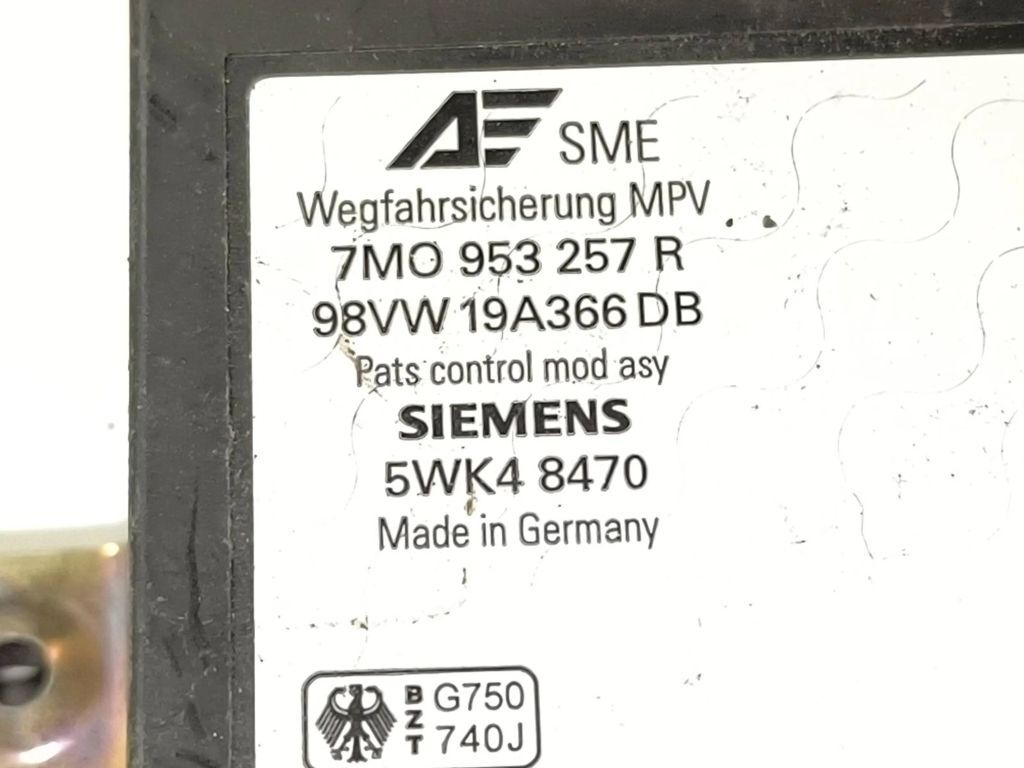 AE SME
Wegfahrsicherung MPV
7M0 953 257 R
98VW 19A366 DB
Pats control mod asy
SIEMENS
5WK4 8470
Made in Germany
BZT G750
740J